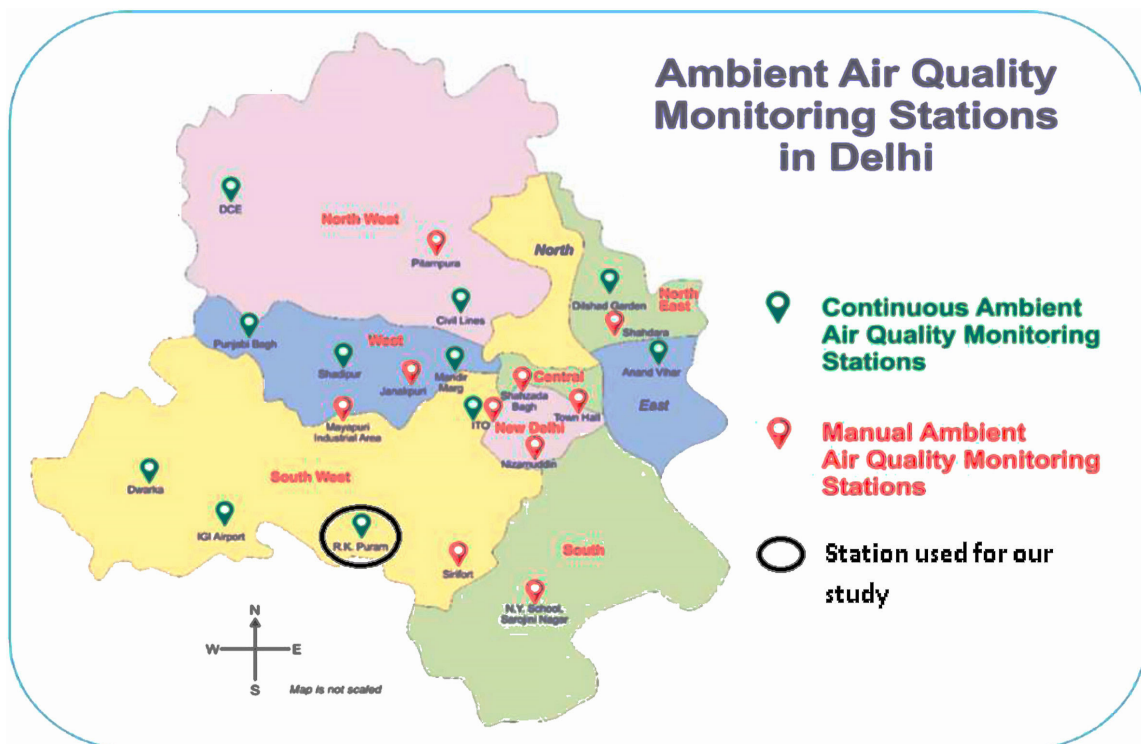 Ambient Air Quality
Monitoring Stations
in Delhi
DCE
North West
Pitampura
North
Civil Lines
Dilshad Garden
North
East
Shahdara
Punjabi Bagh
West
Shadipur
Janakpuri
Mandir
Marg
Anand Vihar
Central
Shahzada
Bagh
Town Hall
East
Mayapuri
Industrial Area
ITO
New Delhi
Nizamuddin
South West
Dwarka
IGI Airport
R.K. Puram
Sirifort
South
N.Y. School,
Sarojini Nagar
N
W
E
S
Map is not scaled
Continuous Ambient
Air Quality Monitoring
Stations
Manual Ambient
Air Quality Monitoring
Stations
Station used for our
study